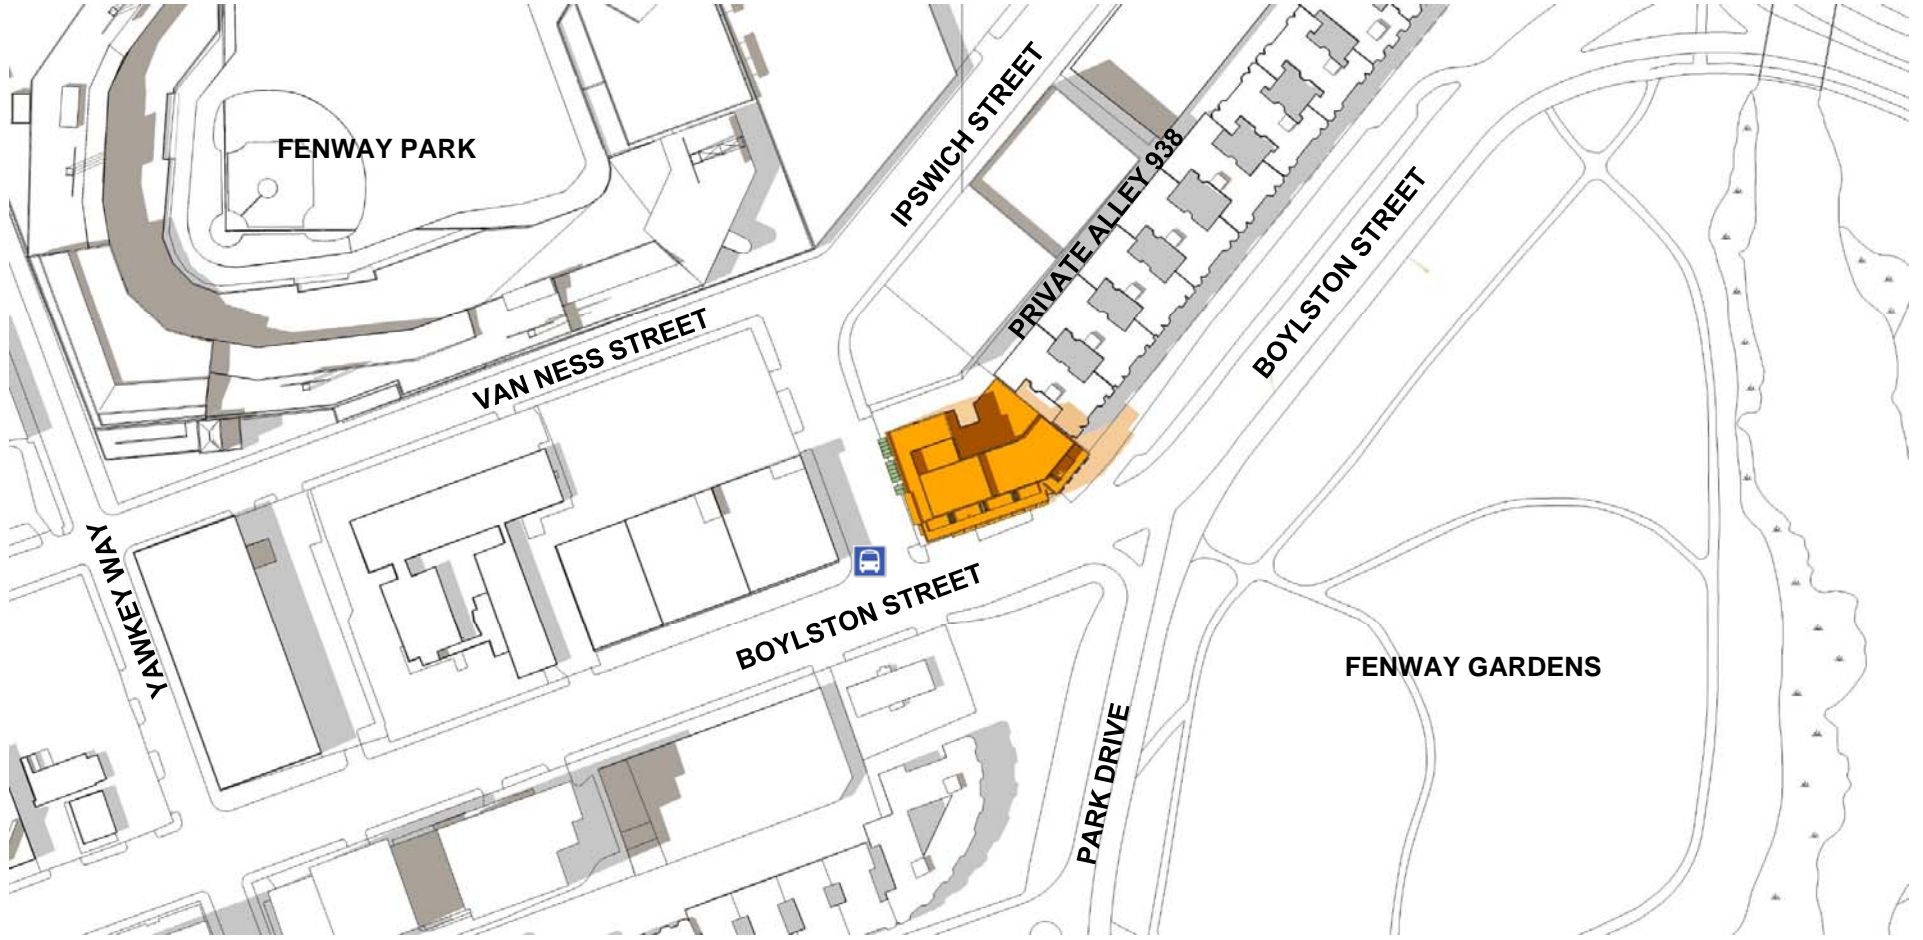 FENWAY PARK
IPSWICH STREET
PRIVATE ALLEY 938
BOYLSTON STREET
VAN NESS STREET
YAWKEY WAY
BOYLSTON STREET
FENWAY GARDENS
PARK DRIVE